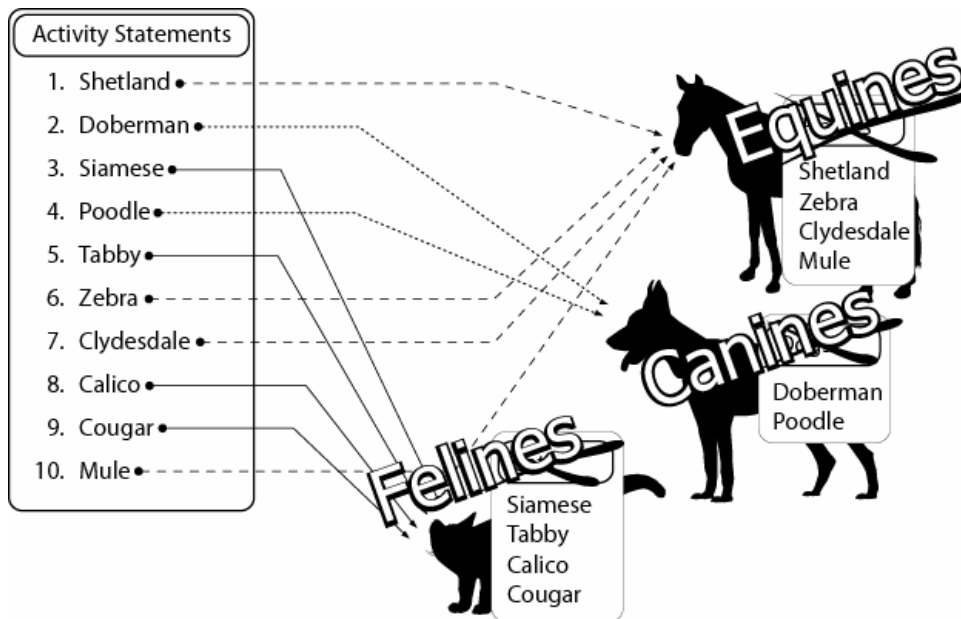 Activity Statements
1. Shetland
2. Doberman
3. Siamese
4. Poodle
5. Tabby
6. Zebra
7. Clydesdale
8. Calico
9. Cougar
10. Mule
Equines
Shetland
Zebra
Clydesdale
Mule
Canines
Doberman
Poodle
Felines
Siamese
Tabby
Calico
Cougar